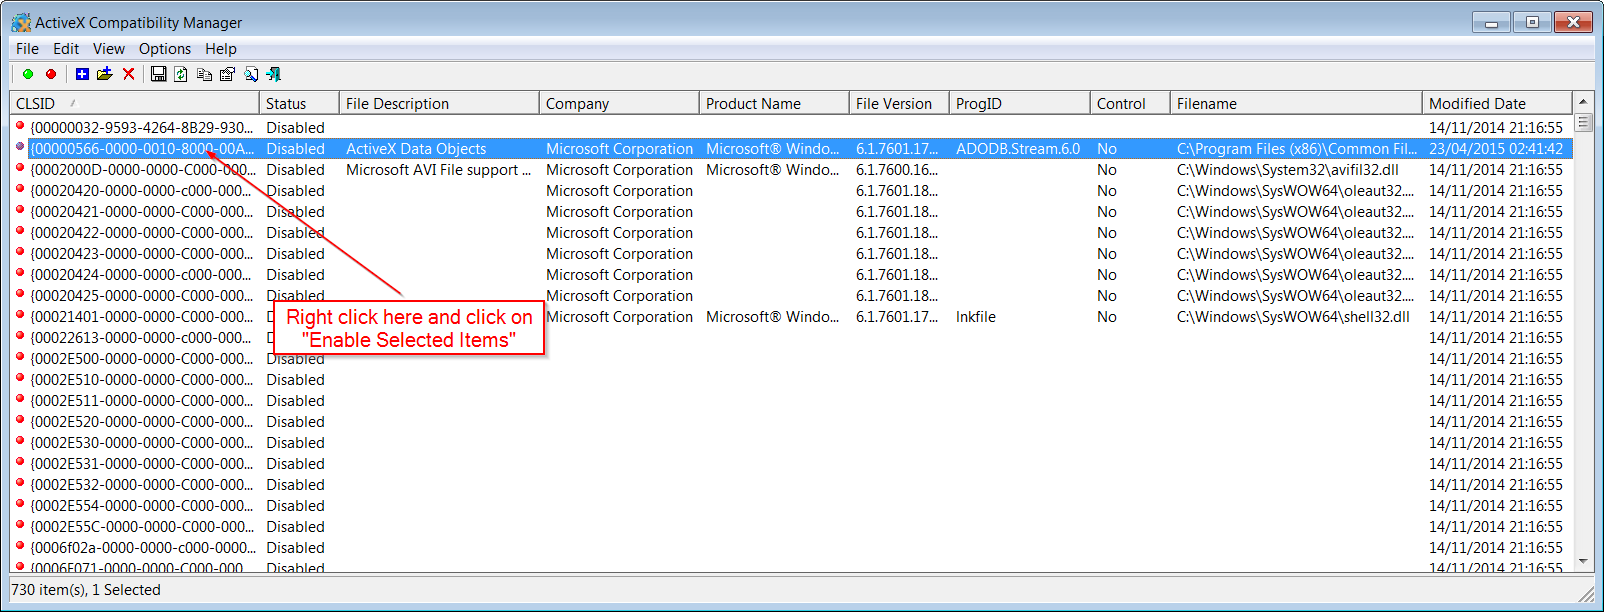 ActiveX Compatibility Manager
File Edit View Options Help
CLSID Status File Description Company Product Name File Version ProgID Control Filename Modified Date
{00000032-9593-4264-8B29-930... Disabled 14/11/2014 21:16:55
{00000566-0000-0010-8000-00A... Disabled ActiveX Data Objects Microsoft Corporation Microsoft® Windo... 6.1.7601.17... ADODB.Stream.6.0 No C:\Program Files (x86)\Common Fil... 23/04/2015 02:41:42
{0002000D-0000-0000-C000-000... Disabled Microsoft AVI File support ... Microsoft Corporation Microsoft® Windo... 6.1.7600.16... No C:\Windows\System32\avifil32.dll 14/11/2014 21:16:55
{00020420-0000-0000-C000-000... Disabled Microsoft Corporation 6.1.7601.18... No C:\Windows\SysWOW64\oleaut32.... 14/11/2014 21:16:55
{00020421-0000-0000-C000-000... Disabled Microsoft Corporation 6.1.7601.18... No C:\Windows\SysWOW64\oleaut32.... 14/11/2014 21:16:55
{00020422-0000-0000-C000-000... Disabled Microsoft Corporation 6.1.7601.18... No C:\Windows\SysWOW64\oleaut32.... 14/11/2014 21:16:55
{00020423-0000-0000-C000-000... Disabled Microsoft Corporation 6.1.7601.18... No C:\Windows\SysWOW64\oleaut32.... 14/11/2014 21:16:55
{00020424-0000-0000-c000-000... Disabled Microsoft Corporation 6.1.7601.18... No C:\Windows\SysWOW64\oleaut32.... 14/11/2014 21:16:55
{00020425-0000-0000-C000-000... Disabled Microsoft Corporation 6.1.7601.18... No C:\Windows\SysWOW64\oleaut32.... 14/11/2014 21:16:55
{00021401-0000-0000-C000-000... Microsoft Corporation Microsoft® Windo... 6.1.7601.17... lnkfile No C:\Windows\SysWOW64\shell32.dll 14/11/2014 21:16:55
Right click here and click on
"Enable Selected Items"
{00022613-0000-0000-c000-000... 14/11/2014 21:16:55
{0002E500-0000-0000-C000-000... Disabled 14/11/2014 21:16:55
{0002E510-0000-0000-C000-000... Disabled 14/11/2014 21:16:55
{0002E511-0000-0000-C000-000... Disabled 14/11/2014 21:16:55
{0002E520-0000-0000-C000-000... Disabled 14/11/2014 21:16:55
{0002E530-0000-0000-C000-000... Disabled 14/11/2014 21:16:55
{0002E531-0000-0000-C000-000... Disabled 14/11/2014 21:16:55
{0002E532-0000-0000-C000-000... Disabled 14/11/2014 21:16:55
{0002E554-0000-0000-C000-000... Disabled 14/11/2014 21:16:55
{0002E55C-0000-0000-C000-000... Disabled 14/11/2014 21:16:55
{0006f02a-0000-0000-c000-0000... Disabled 14/11/2014 21:16:55
{0006F071-0000-0000-C000-000... Disabled 14/11/2014 21:16:55
730 item(s), 1 Selected